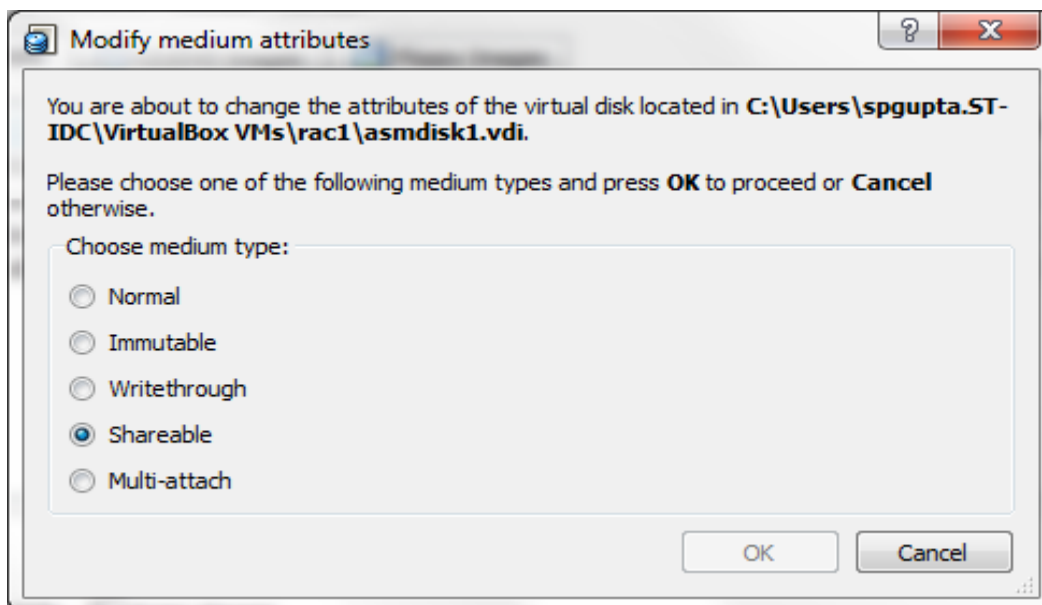 Modify medium attributes
You are about to change the attributes of the virtual disk located in C:\Users\spgupta.ST-
IDC\VirtualBox VMs\rac1\asmdisk1.vdi.
Please choose one of the following medium types and press OK to proceed or Cancel
otherwise.
Choose medium type:
Normal
Immutable
Writethrough
Shareable
Multi-attach
OK
Cancel